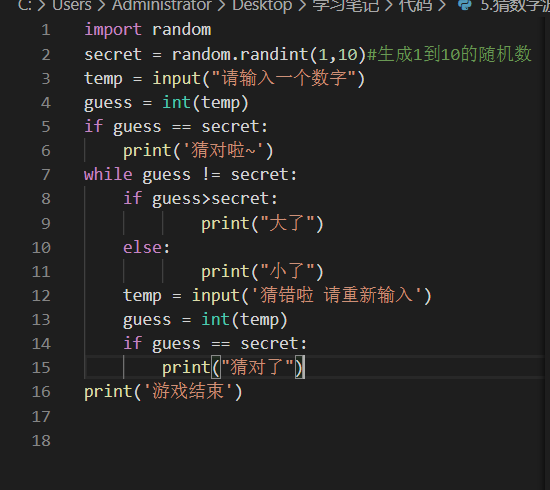 C: > Users > Administrator > Desktop > 学习笔记 > 代码 > 5.猜数字游
1 import random
2 secret = random.randint(1,10)#生成1到10的随机数
3 temp = input("请输入一个数字")
4 guess = int(temp)
5 if guess == secret:
6     print('猜对啦~')
7 while guess != secret:
8     if guess>secret:
9             print("大了")
10     else:
11             print("小了")
12     temp = input('猜错啦 请重新输入')
13     guess = int(temp)
14     if guess == secret:
15         print("猜对了")
16 print('游戏结束')
17
18